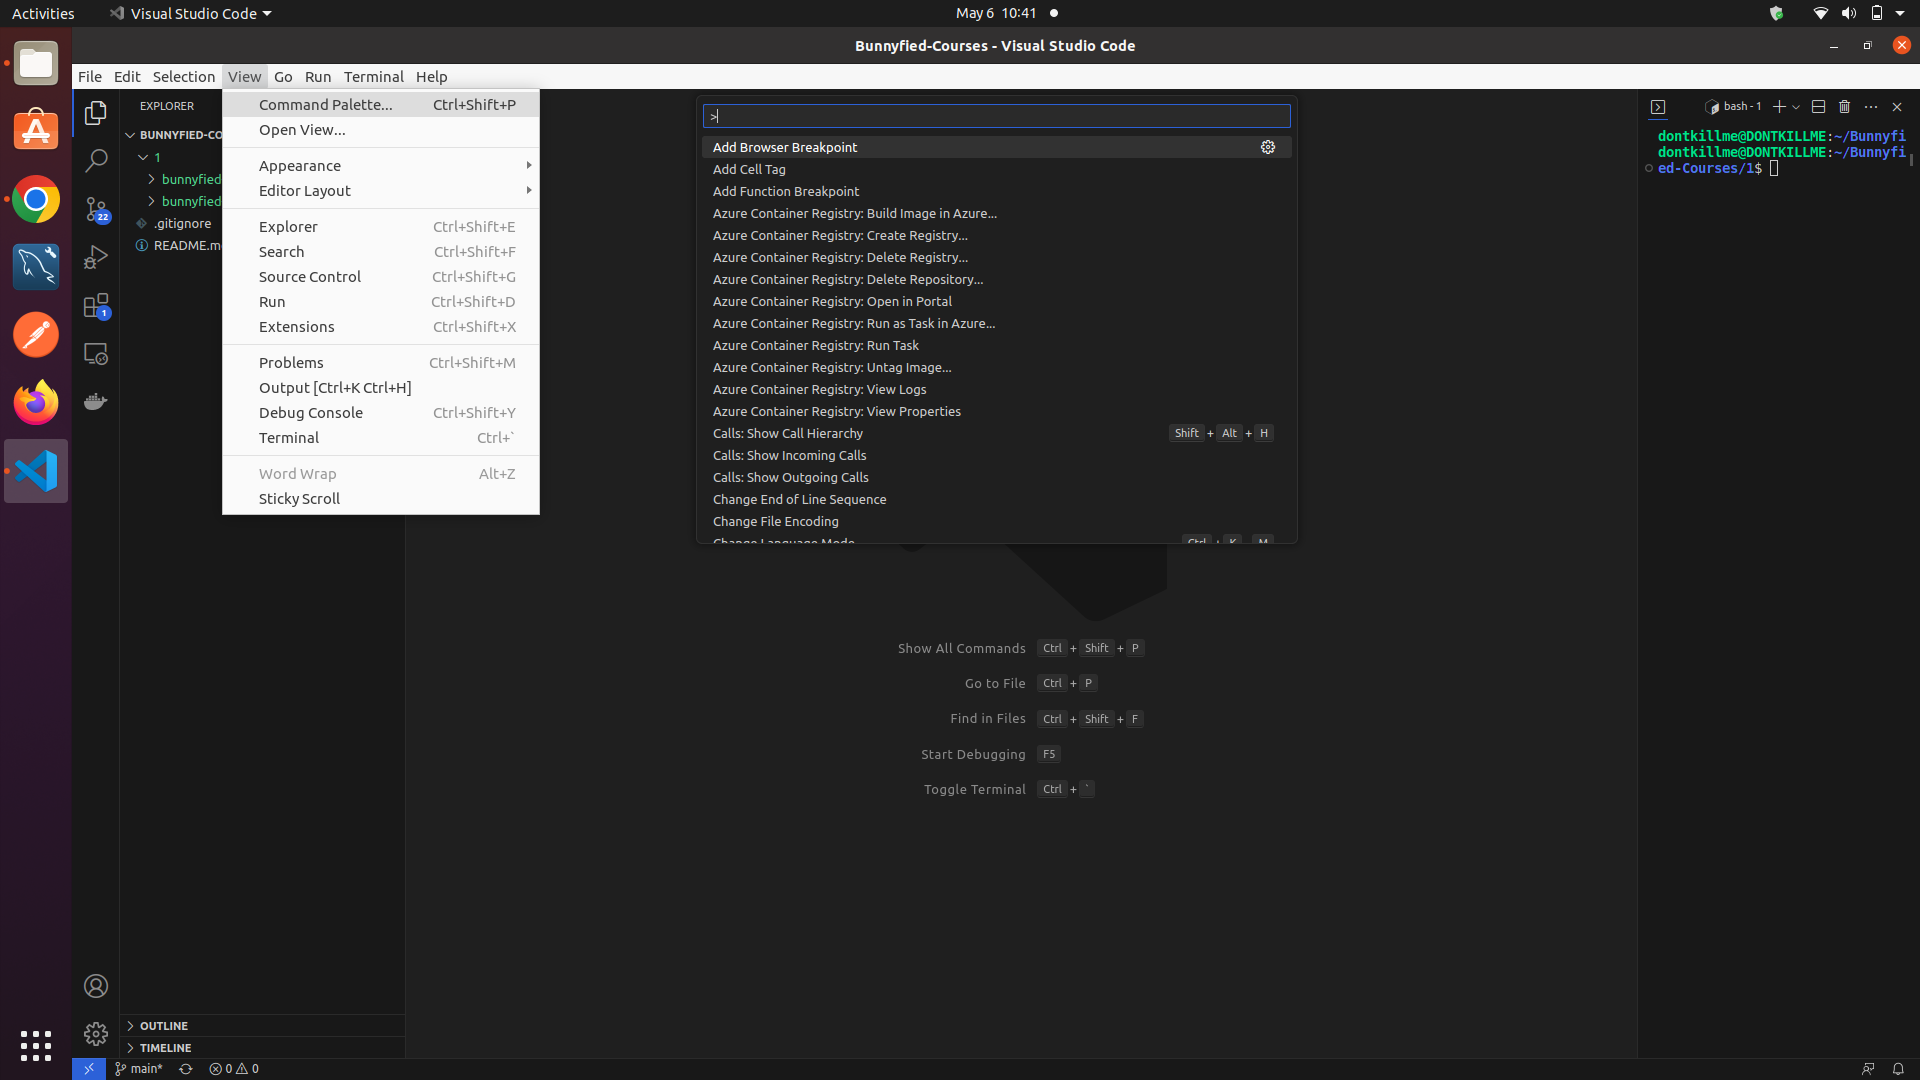 Activities
Visual Studio Code
May 6 10:41
Bunnyfied-Courses - Visual Studio Code
File Edit Selection View Go Run Terminal Help
EXPLORER
BUNNYFIED-CO
1
bunnyfied
bunnyfied
.gitignore
README.m
22
1
Command Palette... Ctrl+Shift+P
Open View...
Appearance
Editor Layout
Explorer Ctrl+Shift+E
Search Ctrl+Shift+F
Source Control Ctrl+Shift+G
Run Ctrl+Shift+D
Extensions Ctrl+Shift+X
Problems Ctrl+Shift+M
Output [Ctrl+K Ctrl+H]
Debug Console Ctrl+Shift+Y
Terminal Ctrl+`
Word Wrap Alt+Z
Sticky Scroll
>
Add Browser Breakpoint
Add Cell Tag
Add Function Breakpoint
Azure Container Registry: Build Image in Azure...
Azure Container Registry: Create Registry...
Azure Container Registry: Delete Registry...
Azure Container Registry: Delete Repository...
Azure Container Registry: Open in Portal
Azure Container Registry: Run as Task in Azure...
Azure Container Registry: Run Task
Azure Container Registry: Untag Image...
Azure Container Registry: View Logs
Azure Container Registry: View Properties
Calls: Show Call Hierarchy Shift + Alt + H
Calls: Show Incoming Calls
Calls: Show Outgoing Calls
Change End of Line Sequence
Change File Encoding
Change Language Mode Ctrl + K M
Show All Commands Ctrl + Shift + P
Go to File Ctrl + P
Find in Files Ctrl + Shift + F
Start Debugging F5
Toggle Terminal Ctrl + `
bash - 1
dontkillme@DONTKILLME:~/Bunnyfi
dontkillme@DONTKILLME:~/Bunnyfi
ed-Courses/1$
OUTLINE
TIMELINE
main* 0 0